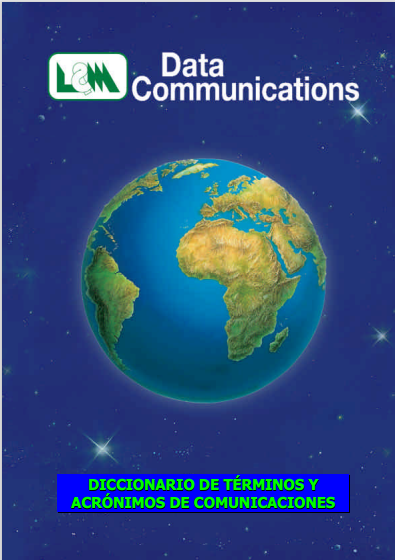 L&M
Data
Communications
DICCIONARIO DE TÉRMINOS Y
ACRÓNIMOS DE COMUNICACIONES